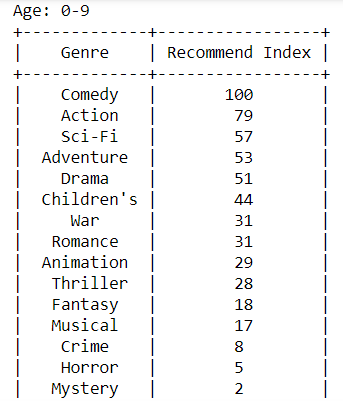 Age: 0-9
+-------------+-----------------+
|    Genre    | Recommend Index |
+-------------+-----------------+
|    Comedy   |       100       |
|    Action   |        79       |
|    Sci-Fi   |        57       |
|  Adventure  |        53       |
|    Drama    |        51       |
|  Children's |        44       |
|     War     |        31       |
|   Romance   |        31       |
|  Animation  |        29       |
|   Thriller  |        28       |
|   Fantasy   |        18       |
|   Musical   |        17       |
|    Crime    |        8        |
|    Horror   |        5        |
|   Mystery   |        2        |